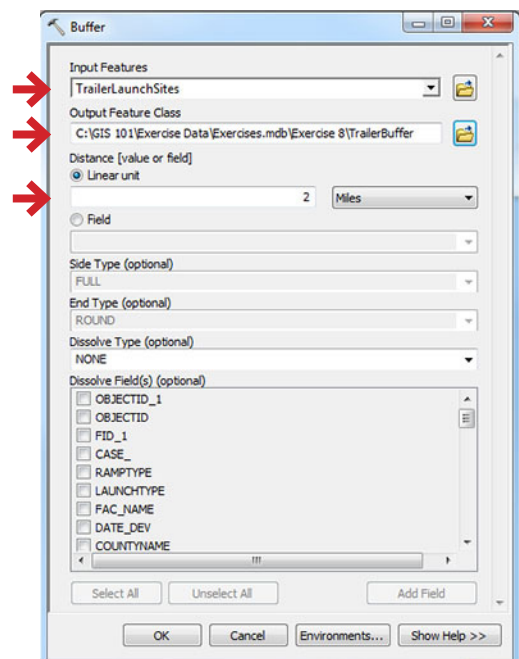 Buffer
Input Features
TrailerLaunchSites
Output Feature Class
C:\GIS 101\Exercise Data\Exercises.mdb\Exercise 8\TrailerBuffer
Distance [value or field]
Linear unit
2 Miles
Field
Side Type (optional)
FULL
End Type (optional)
ROUND
Dissolve Type (optional)
NONE
Dissolve Field(s) (optional)
OBJECTID_1
OBJECTID
FID_1
CASE_
RAMPTYPE
LAUNCHTYPE
FAC_NAME
DATE_DEV
COUNTYNAME
Select All Unselect All Add Field
OK Cancel Environments... Show Help >>